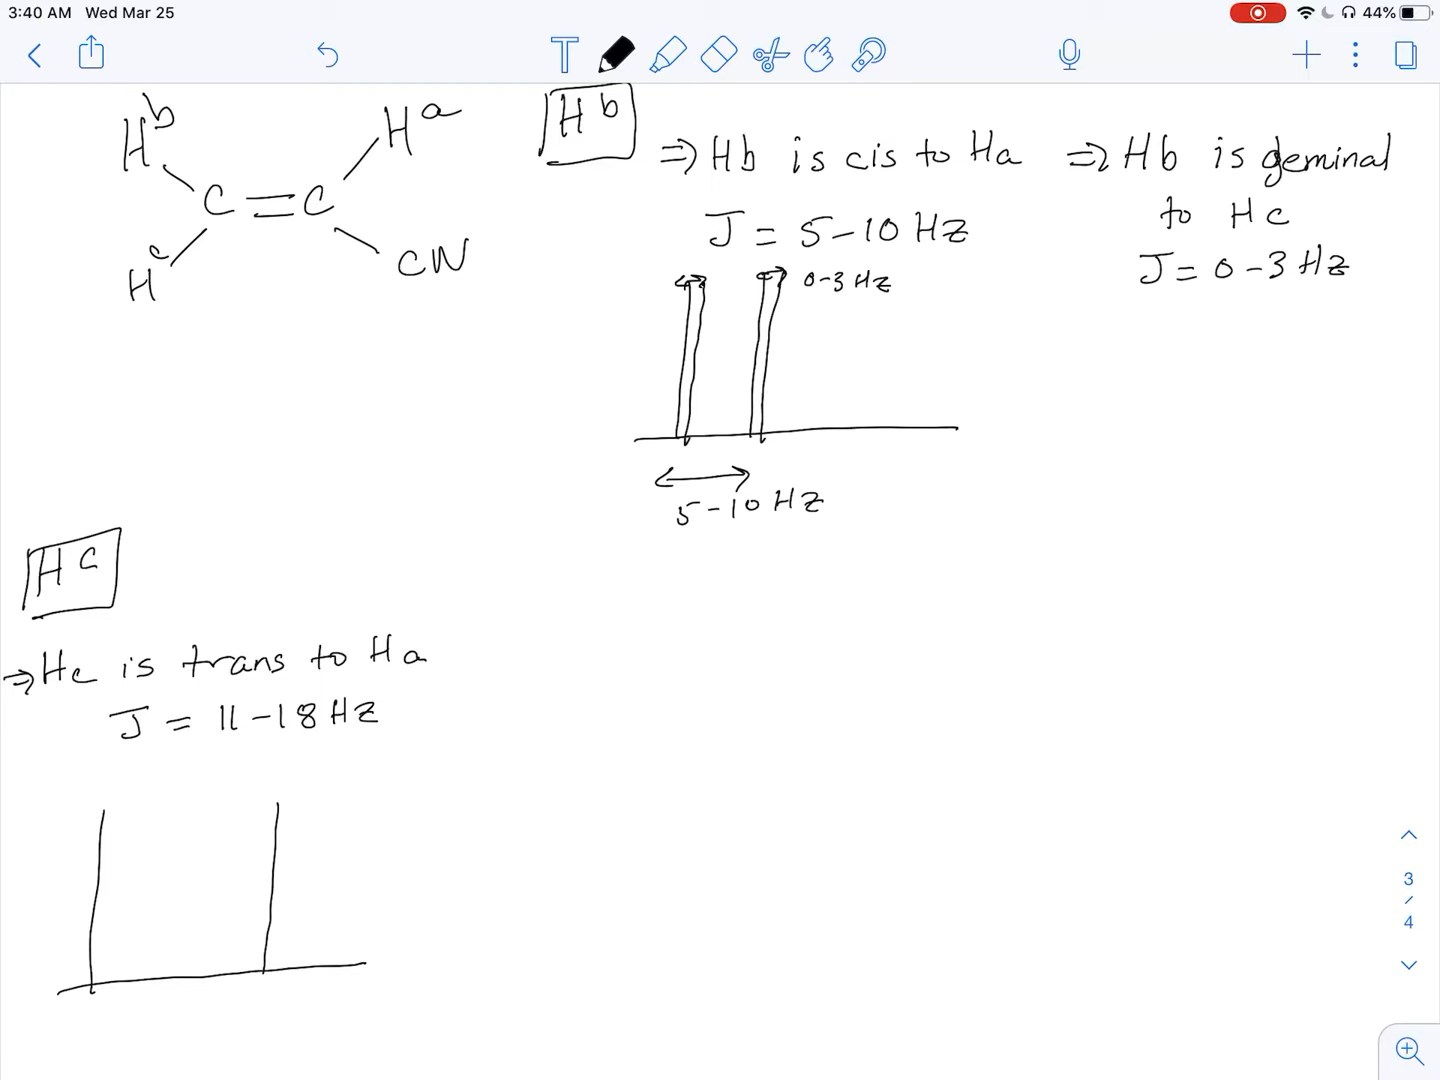 3:40 AM Wed Mar 25
44%
T
Hb
Ha
C=C
Hc
CN
Hb
⇒ Hb is cis to Ha
J = 5-10 Hz
0-3 Hz
5-10 Hz
⇒ Hb is geminal
to Hc
J = 0-3 Hz
Hc
⇒ Hc is trans to Ha
J = 11-18 Hz
3
/
4